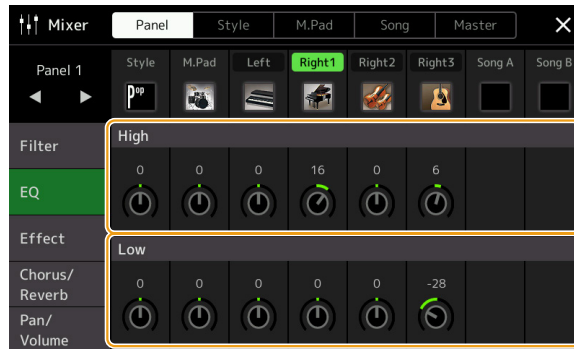 Mixer
Panel Style M.Pad Song Master ×
Panel 1
Style M.Pad Left Right1 Right2 Right3 Song A Song B
Pop
Filter
EQ
Effect
Chorus/
Reverb
Pan/
Volume
High
0 0 0 16 0 6
Low
0 0 0 0 0 -28